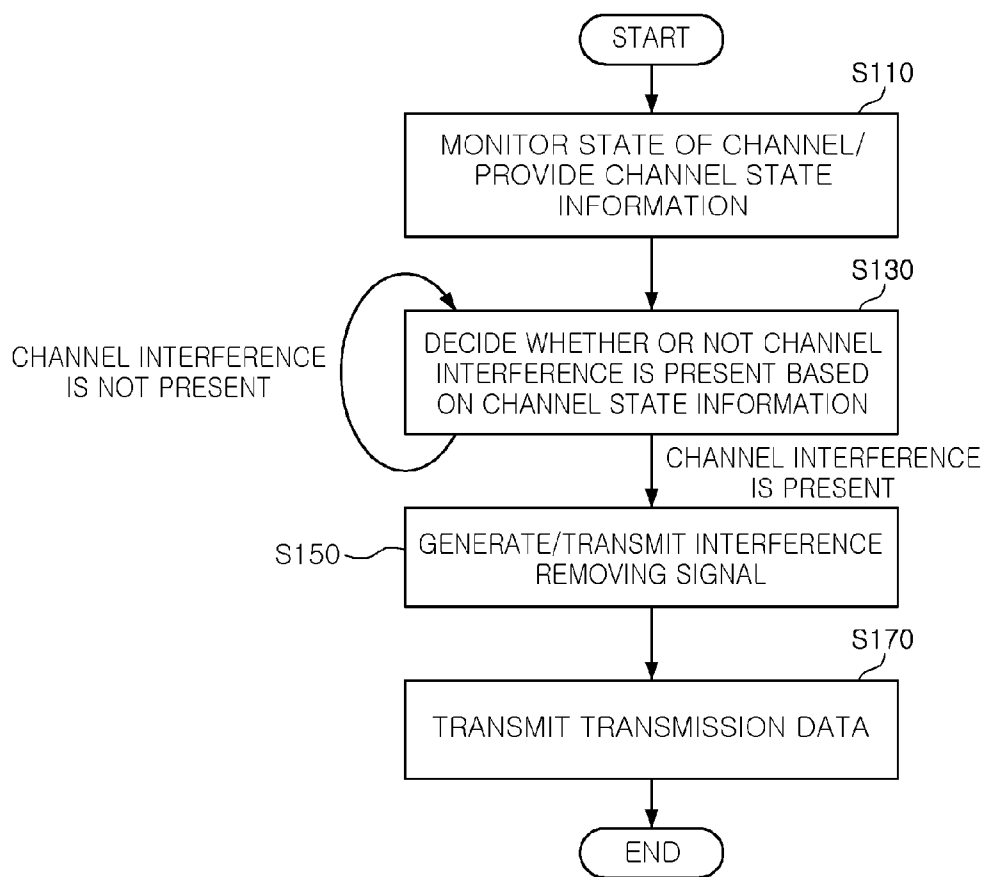 START
S110
MONITOR STATE OF CHANNEL/
PROVIDE CHANNEL STATE
INFORMATION
S130
CHANNEL INTERFERENCE
IS NOT PRESENT
DECIDE WHETHER OR NOT CHANNEL
INTERFERENCE IS PRESENT BASED
ON CHANNEL STATE INFORMATION
CHANNEL INTERFERENCE
IS PRESENT
S150
GENERATE/TRANSMIT INTERFERENCE
REMOVING SIGNAL
S170
TRANSMIT TRANSMISSION DATA
END